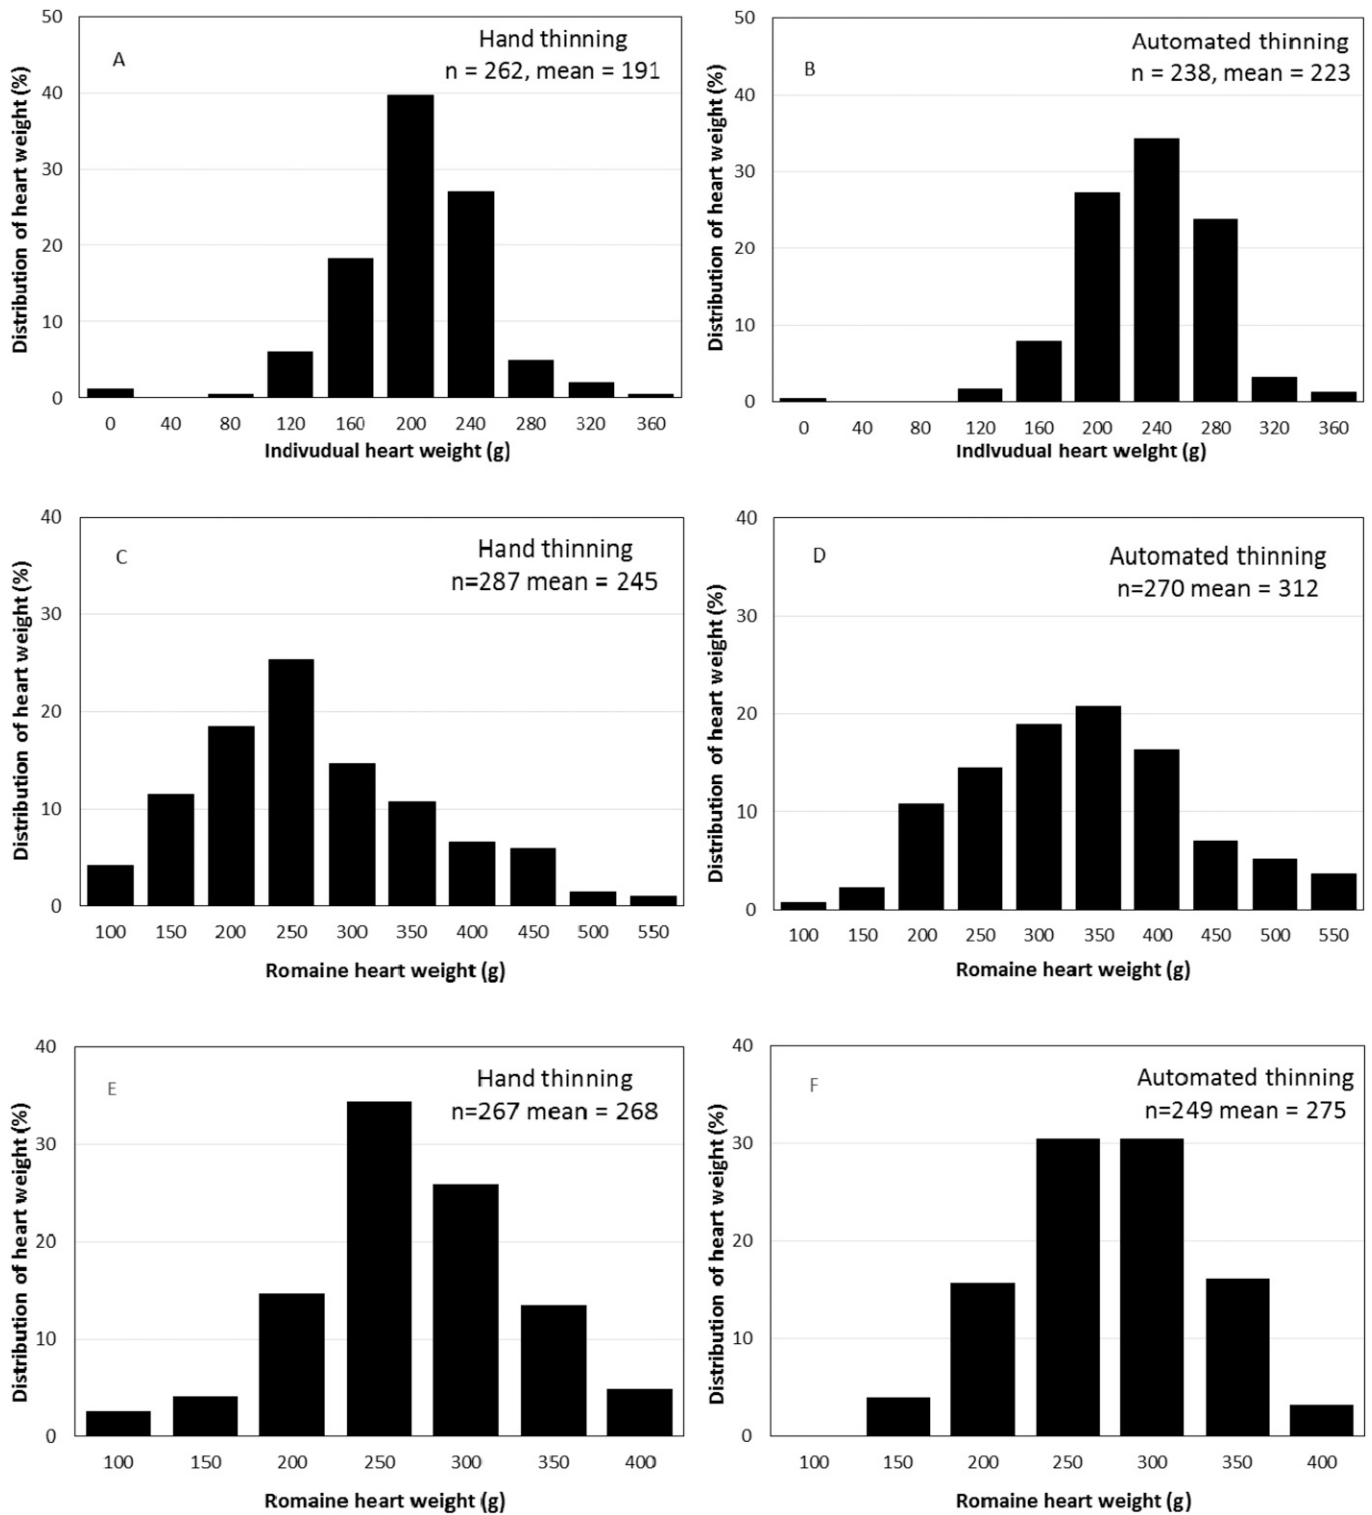 A
Hand thinning
n = 262, mean = 191
Distribution of heart weight (%)
50
40
30
20
10
0
0 40 80 120 160 200 240 280 320 360
Indivudual heart weight (g)
B
Automated thinning
n = 238, mean = 223
Distribution of heart weight (%)
50
40
30
20
10
0
0 40 80 120 160 200 240 280 320 360
Indivudual heart weight (g)
C
Hand thinning
n=287 mean = 245
Distribution of heart weight (%)
40
30
20
10
0
100 150 200 250 300 350 400 450 500 550
Romaine heart weight (g)
D
Automated thinning
n=270 mean = 312
Distribution of heart weight (%)
40
30
20
10
0
100 150 200 250 300 350 400 450 500 550
Romaine heart weight (g)
E
Hand thinning
n=267 mean = 268
Distribution of heart weight (%)
40
30
20
10
0
100 150 200 250 300 350 400
Romaine heart weight (g)
F
Automated thinning
n=249 mean = 275
Distribution of heart weight (%)
40
30
20
10
0
100 150 200 250 300 350 400
Romaine heart weight (g)